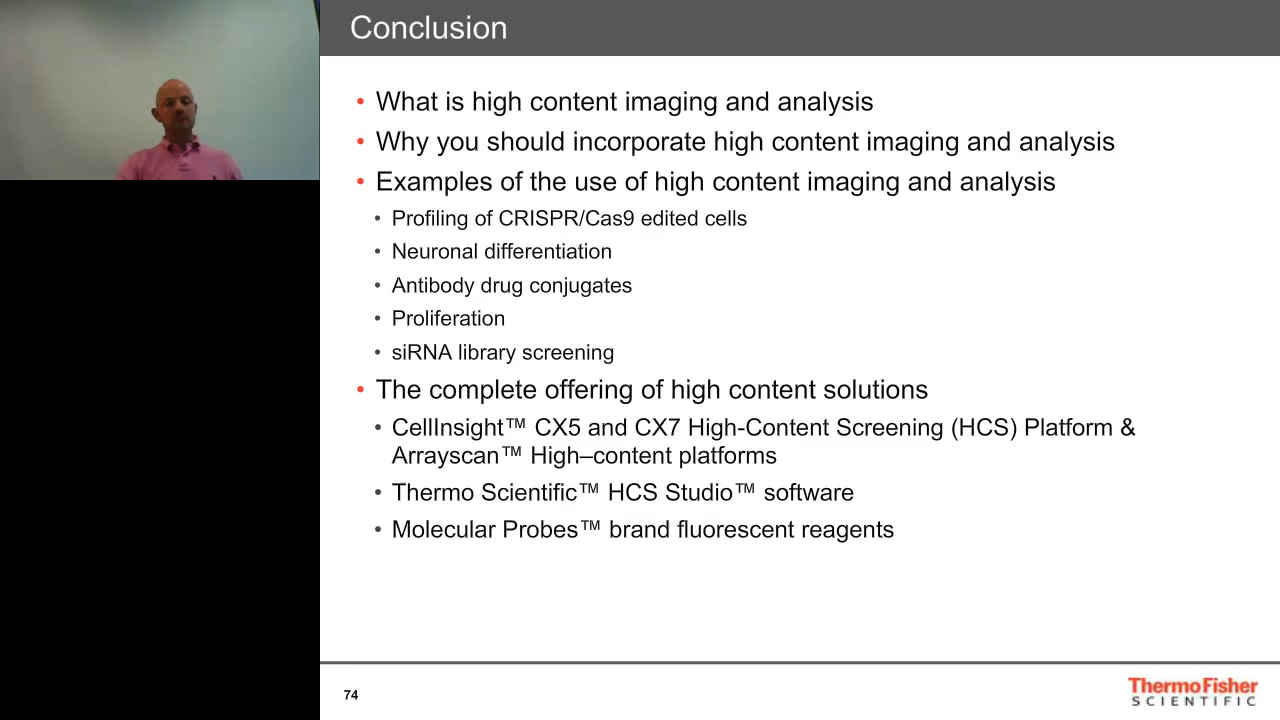 Conclusion
• What is high content imaging and analysis
• Why you should incorporate high content imaging and analysis
• Examples of the use of high content imaging and analysis
• Profiling of CRISPR/Cas9 edited cells
• Neuronal differentiation
• Antibody drug conjugates
• Proliferation
• siRNA library screening
• The complete offering of high content solutions
• CellInsight™ CX5 and CX7 High-Content Screening (HCS) Platform &
Arrayscan™ High–content platforms
• Thermo Scientific™ HCS Studio™ software
• Molecular Probes™ brand fluorescent reagents
74
ThermoFisher
SCIENTIFIC